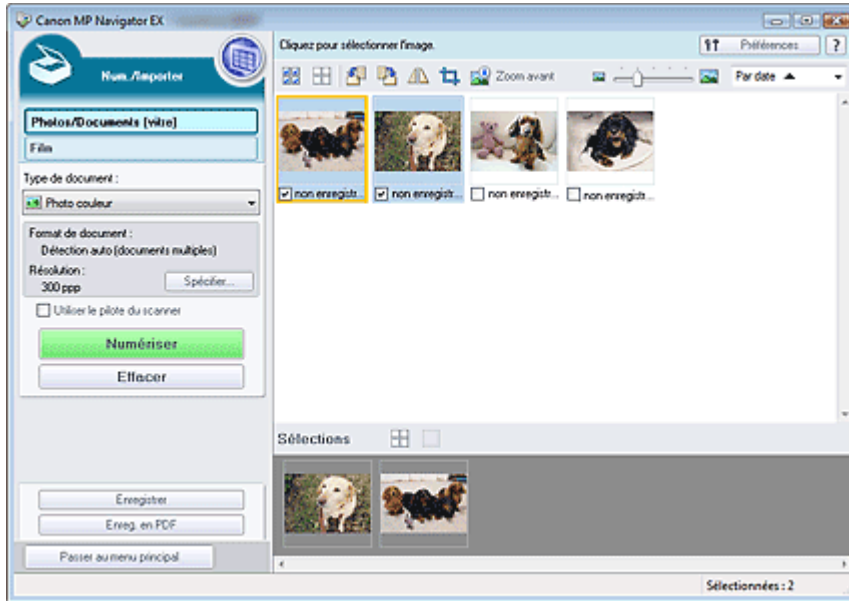 Canon MP Navigator EX
Num./Importer
Photos/Documents (vitre)
Film
Type de document :
Photo couleur
Format de document :
Détection auto (documents multiples)
Résolution :
300 ppp
Spécifier...
Utiliser le pilote du scanner
Numériser
Effacer
Enregistrer
Enreg. en PDF
Passer au menu principal
Cliquez pour sélectionner l'image.
Préférences
?
Zoom avant
Par date
non enregistr...
non enregistr...
non enregistr...
non enregistr...
Sélections
Sélectionnées : 2